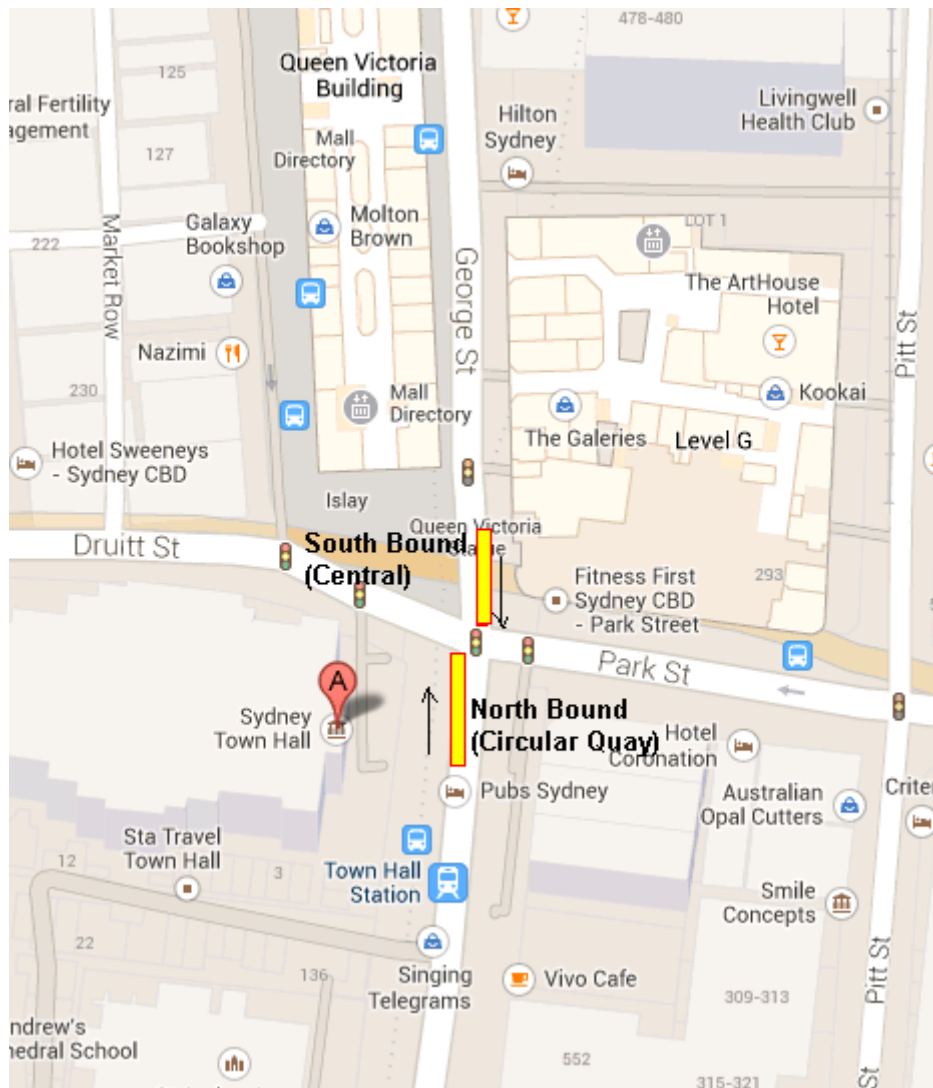 478-480
125
Queen Victoria
Building
ral Fertility
agement
Livingwell
Health Club
Hilton
Sydney
Mall
Directory
127
Market Row
Galaxy
Bookshop
Molton
Brown
LOT 1
222
George St
The ArtHouse
Hotel
Pitt St
Nazimi
230
Mall
Directory
Kookai
The Galeries
Level G
Hotel Sweeneys
- Sydney CBD
Islay
Queen Victoria
Statue
Druitt St
South Bound
(Central)
Fitness First
Sydney CBD
- Park Street
293
Park St
A
Sydney
Town Hall
North Bound
(Circular Quay)
Hotel
Coronation
Pubs Sydney
Australian
Opal Cutters
Criter
Sta Travel
Town Hall
12
3
Town Hall
Station
Smile
Concepts
22
136
Singing
Telegrams
Vivo Cafe
309-313
Pitt St
ndrew's
hedral School
552
315-321
St